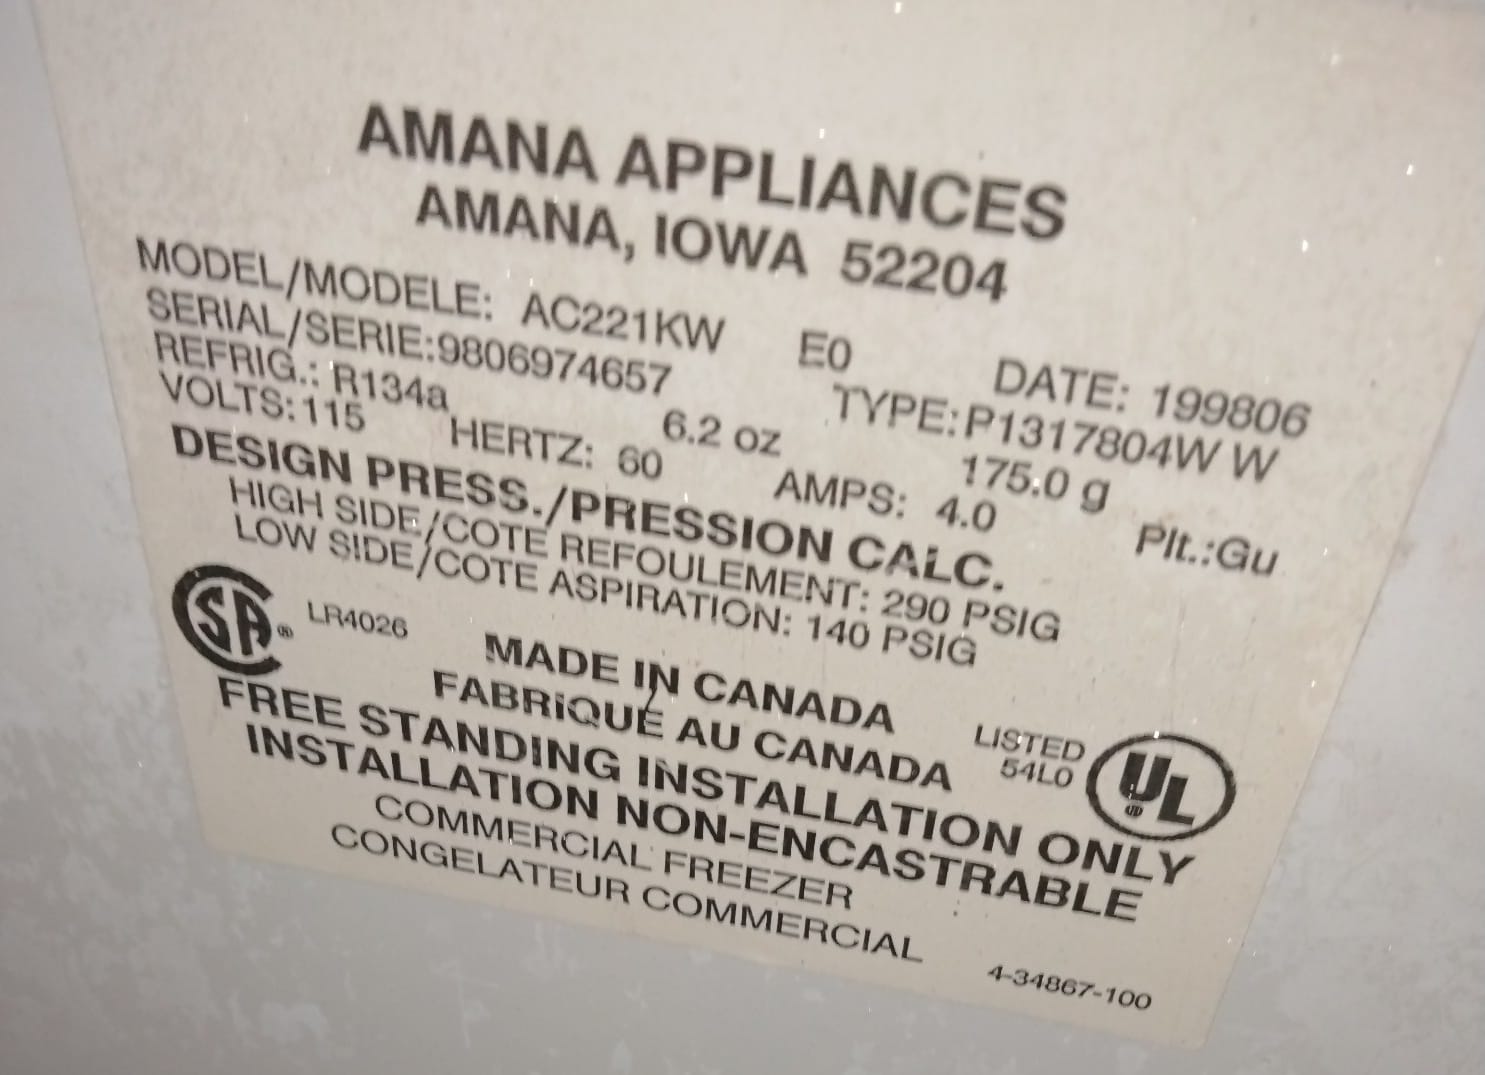 AMANA APPLIANCES
AMANA, IOWA 52204
MODEL/MODELE: AC221KW E0 DATE: 199806
SERIAL/SERIE:9806974657 TYPE:P1317804W W
REFRIG.: R134a 6.2 oz 175.0 g
VOLTS:115 HERTZ: 60 AMPS: 4.0 Plt.:Gu
DESIGN PRESS./PRESSION CALC.
HIGH SIDE/COTE REFOULEMENT: 290 PSIG
LOW SIDE/COTE ASPIRATION: 140 PSIG
SA® LR4026
MADE IN CANADA
FABRIQUÉ AU CANADA
LISTED
54L0
UL®
FREE STANDING INSTALLATION ONLY
INSTALLATION NON-ENCASTRABLE
COMMERCIAL FREEZER
CONGELATEUR COMMERCIAL
4-34867-100